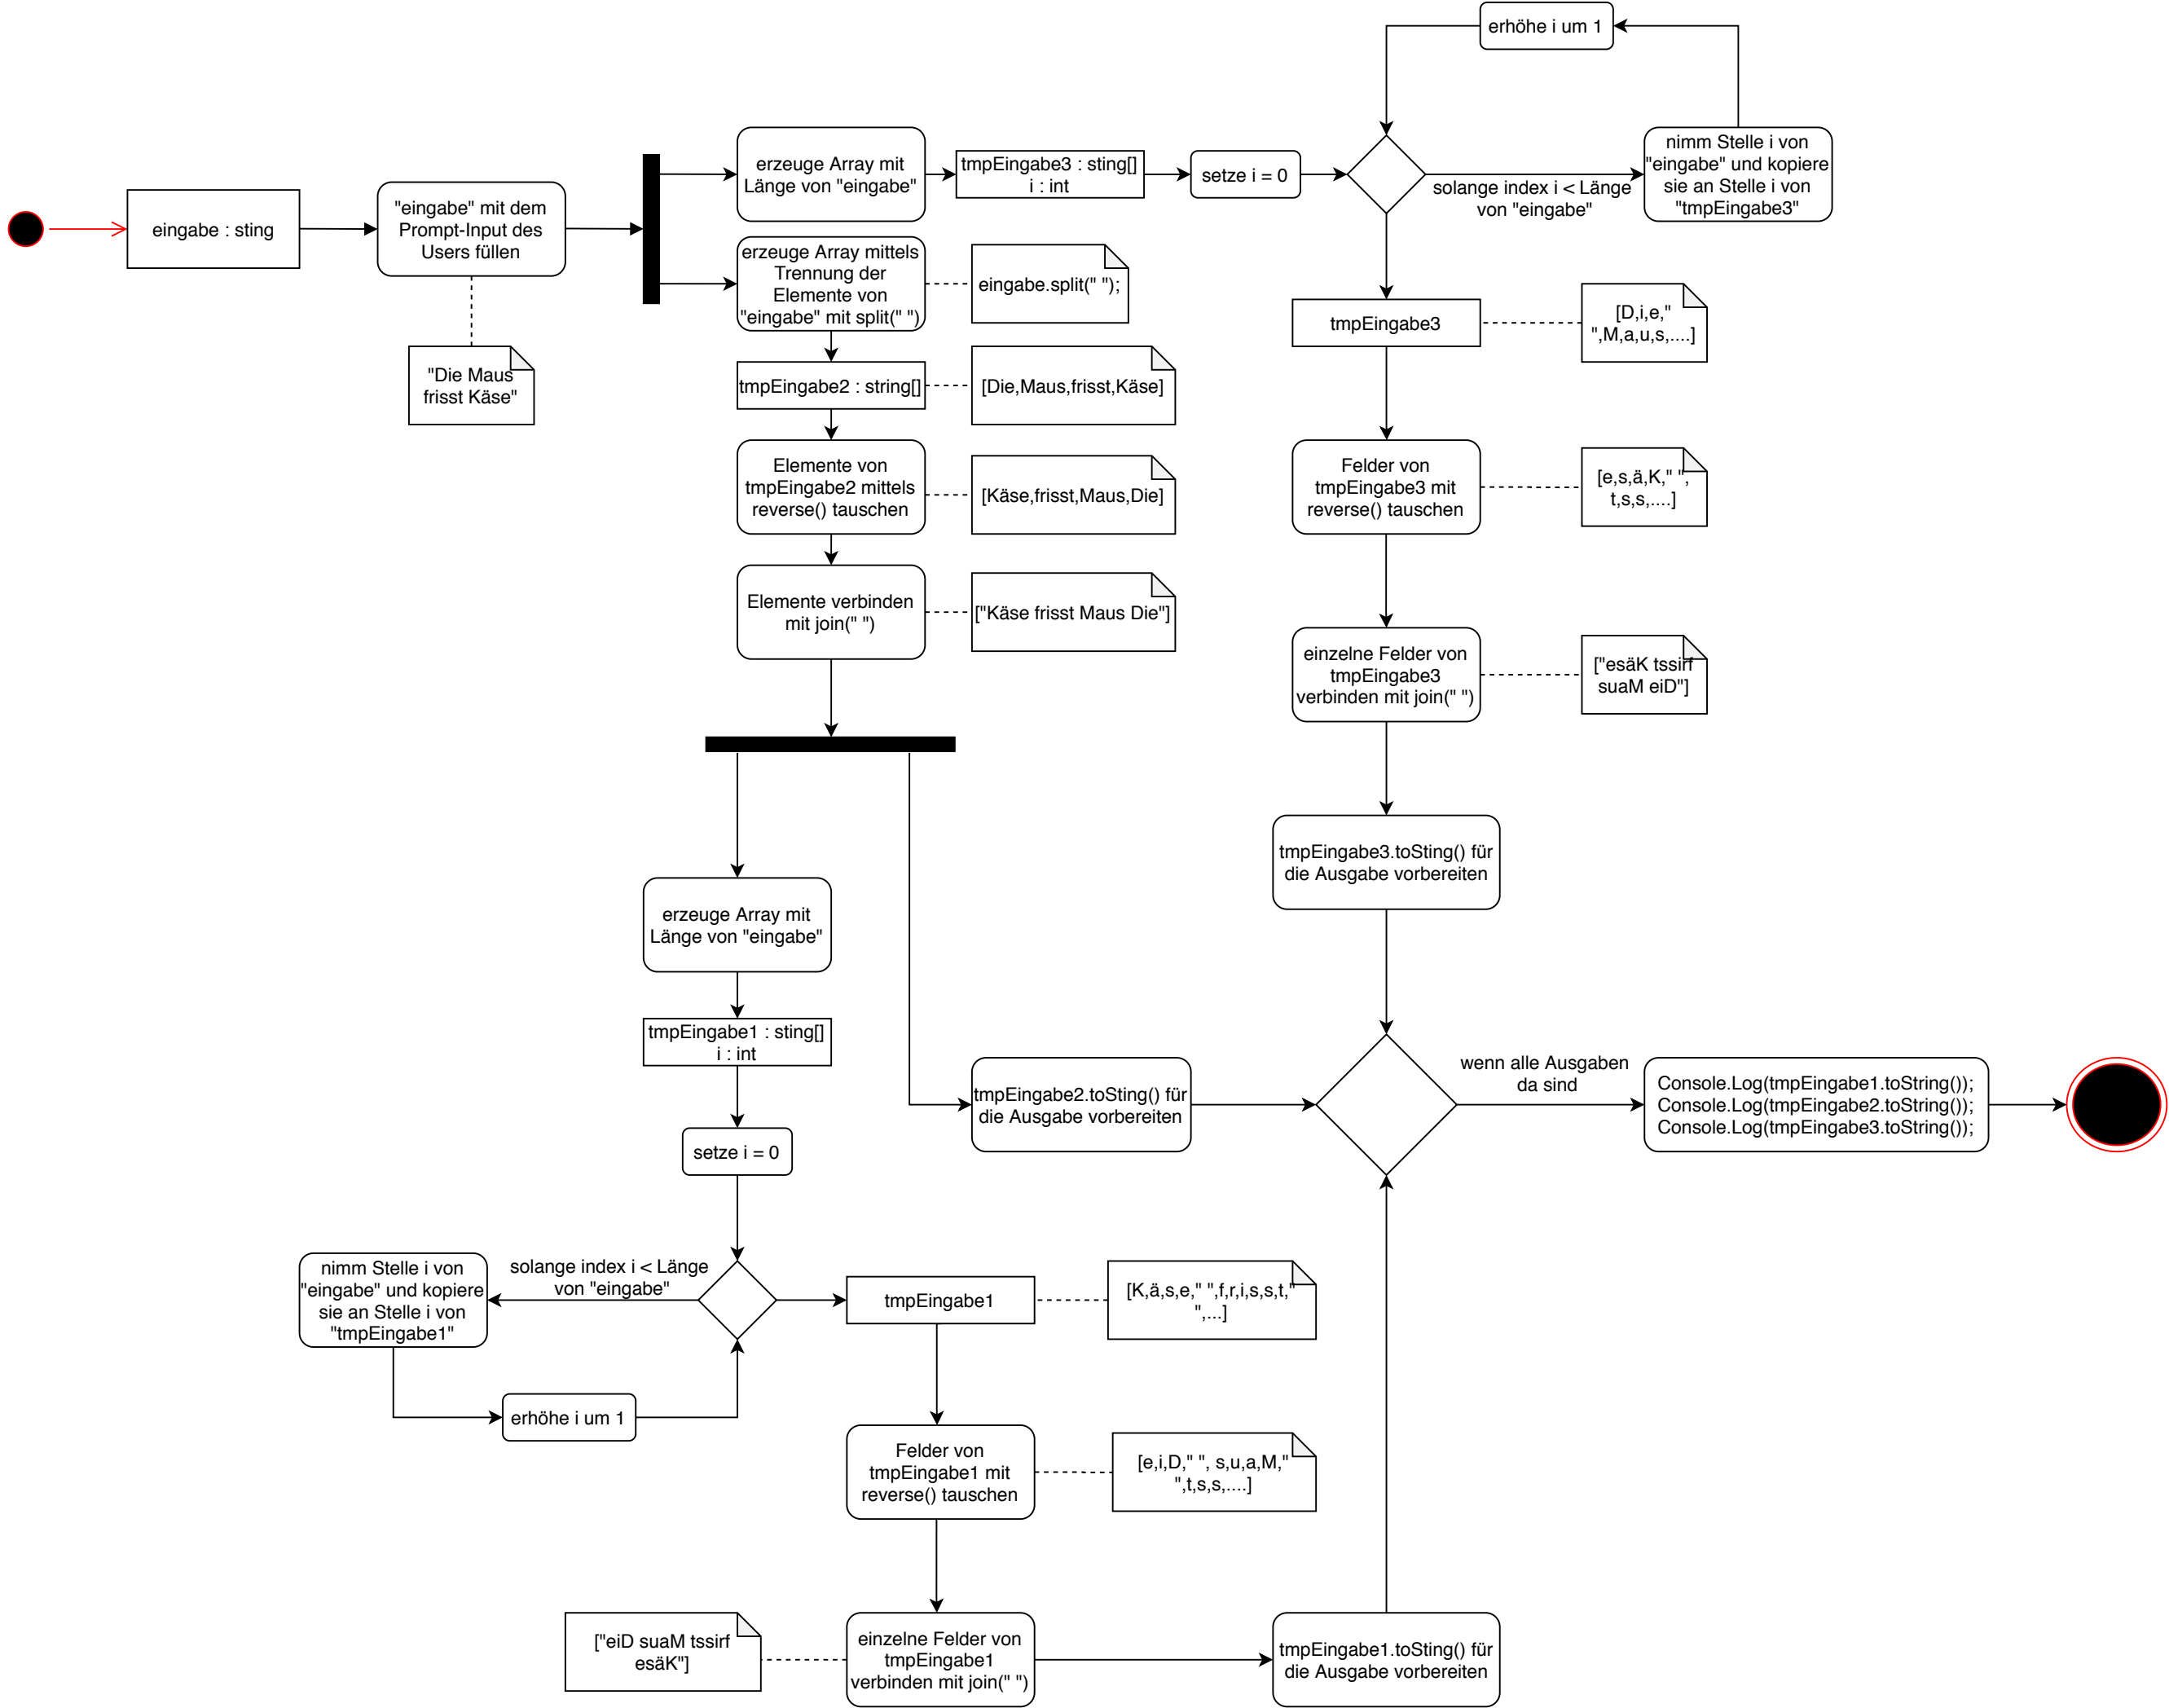 erhöhe i um 1
eingabe : sting
"eingabe" mit dem
Prompt-Input des
Users füllen
"Die Maus
frisst Käse"
erzeuge Array mit
Länge von "eingabe"
tmpEingabe3 : sting[]
i : int
setze i = 0
solange index i < Länge
von "eingabe"
nimm Stelle i von
"eingabe" und kopiere
sie an Stelle i von
"tmpEingabe3"
erzeuge Array mittels
Trennung der
Elemente von
"eingabe" mit split(" ")
eingabe.split(" ");
tmpEingabe2 : string[]
[Die,Maus,frisst,Käse]
Elemente von
tmpEingabe2 mittels
reverse() tauschen
[Käse,frisst,Maus,Die]
Elemente verbinden
mit join(" ")
["Käse frisst Maus Die"]
tmpEingabe3
[D,i,e,"
",M,a,u,s,....]
Felder von
tmpEingabe3 mit
reverse() tauschen
[e,s,ä,K," ",
t,s,s,....]
einzelne Felder von
tmpEingabe3
verbinden mit join(" ")
["esäK tssirf
suaM eiD"]
tmpEingabe3.toSting() für
die Ausgabe vorbereiten
erzeuge Array mit
Länge von "eingabe"
tmpEingabe1 : sting[]
i : int
setze i = 0
tmpEingabe2.toSting() für
die Ausgabe vorbereiten
wenn alle Ausgaben
da sind
Console.Log(tmpEingabe1.toString());
Console.Log(tmpEingabe2.toString());
Console.Log(tmpEingabe3.toString());
solange index i < Länge
von "eingabe"
nimm Stelle i von
"eingabe" und kopiere
sie an Stelle i von
"tmpEingabe1"
erhöhe i um 1
tmpEingabe1
[K,ä,s,e," ",f,r,i,s,s,t,"
",...]
Felder von
tmpEingabe1 mit
reverse() tauschen
[e,i,D," ", s,u,a,M,"
",t,s,s,....]
["eiD suaM tssirf
esäK"]
einzelne Felder von
tmpEingabe1
verbinden mit join(" ")
tmpEingabe1.toSting() für
die Ausgabe vorbereiten